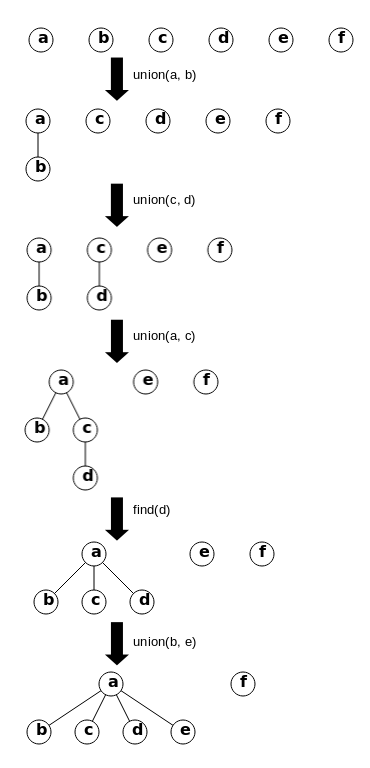 a b c d e f
union(a, b)
a c d e f
b
union(c, d)
a c e f
b d
union(a, c)
a e f
b c
d
find(d)
a e f
b c d
union(b, e)
a f
b c d e